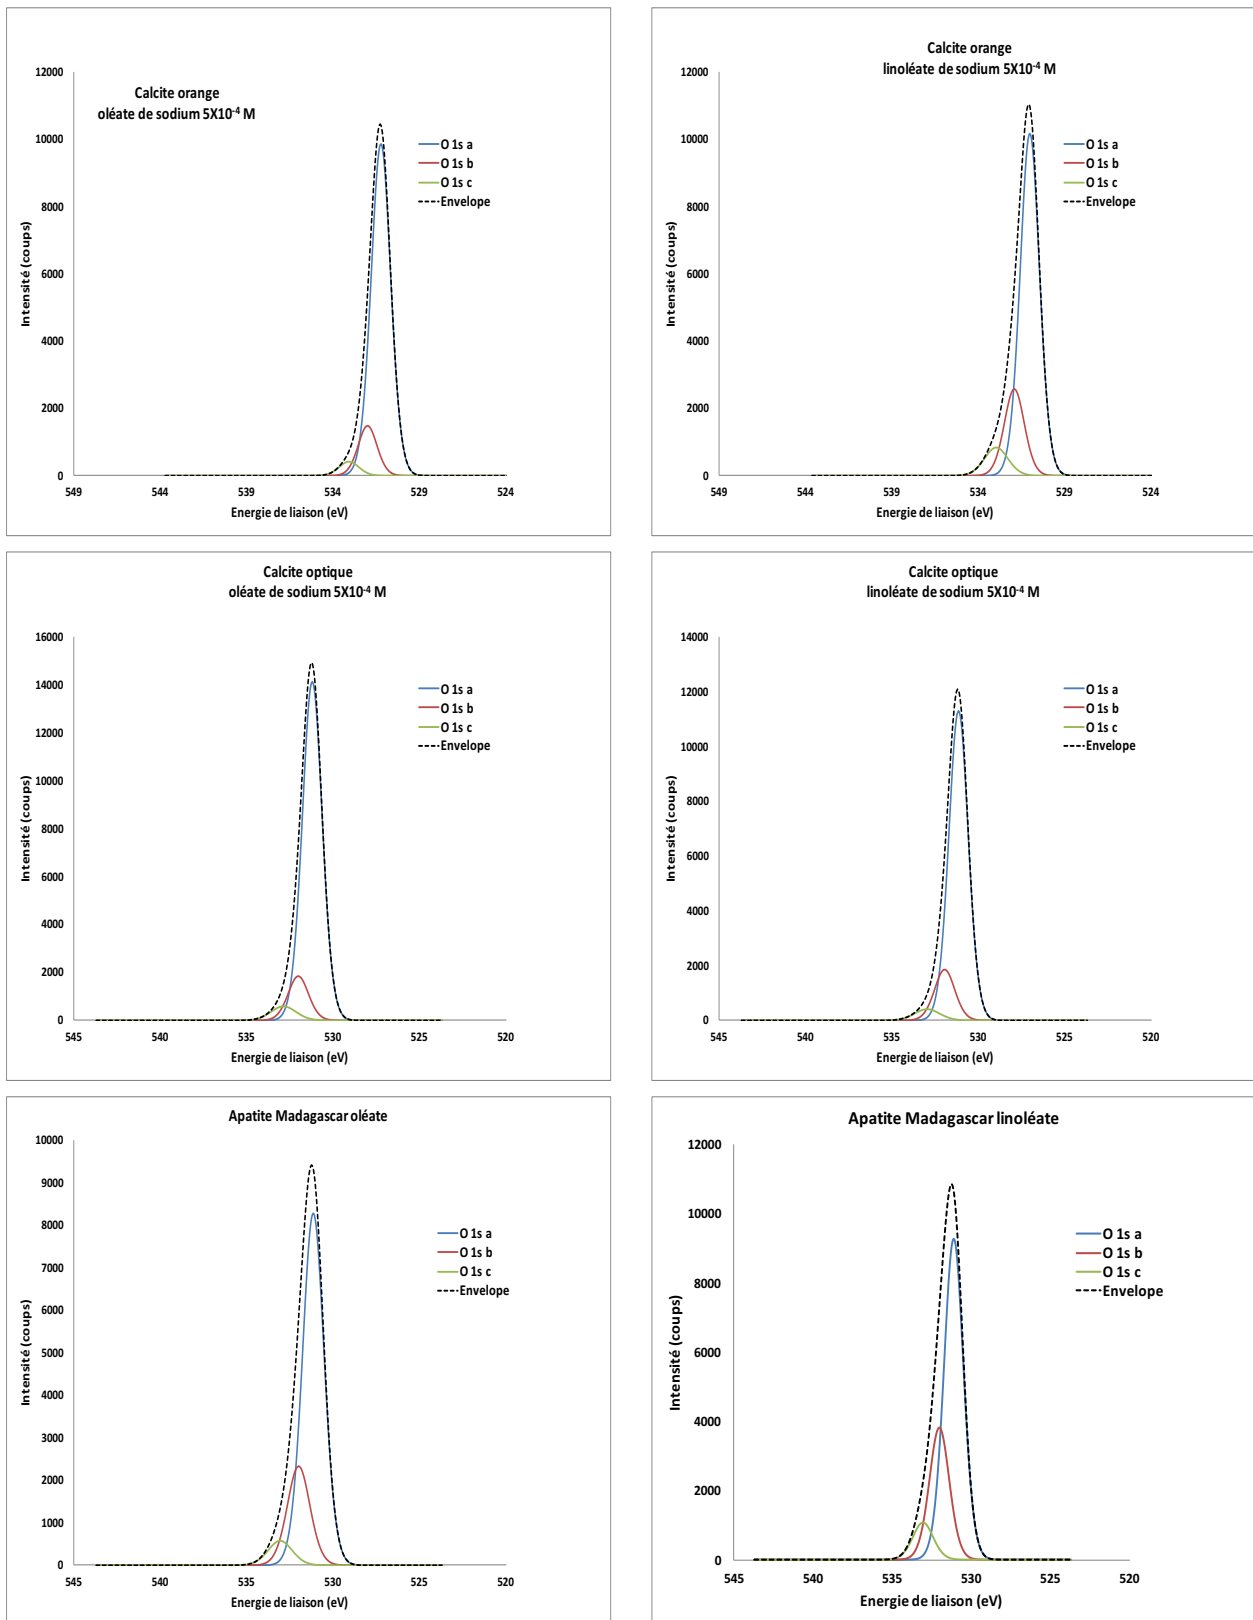 Calcite orange
oléate de sodium 5X10⁻⁴ M
12000
10000
8000
6000
4000
2000
0
Intensité (coups)
O 1s a
O 1s b
O 1s c
Envelope
549
544
539
534
529
524
Energie de liaison (eV)
Calcite orange
linoléate de sodium 5X10⁻⁴ M
12000
10000
8000
6000
4000
2000
0
Intensité (coups)
O 1s a
O 1s b
O 1s c
Envelope
549
544
539
534
529
524
Energie de liaison (eV)
Calcite optique
oléate de sodium 5X10⁻⁴ M
16000
14000
12000
10000
8000
6000
4000
2000
0
Intensité (coups)
O 1s a
O 1s b
O 1s c
Envelope
545
540
535
530
525
520
Energie de liaison (eV)
Calcite optique
linoléate de sodium 5X10⁻⁴ M
14000
12000
10000
8000
6000
4000
2000
0
Intensité (coups)
O 1s a
O 1s b
O 1s c
Envelope
545
540
535
530
525
520
Energie de liaison (eV)
Apatite Madagascar oléate
10000
9000
8000
7000
6000
5000
4000
3000
2000
1000
0
Intensité (coups)
O 1s a
O 1s b
O 1s c
Envelope
545
540
535
530
525
520
Energie de liaison (eV)
Apatite Madagascar linoléate
12000
10000
8000
6000
4000
2000
0
Intensité (coups)
O 1s a
O 1s b
O 1s c
Envelope
545
540
535
530
525
520
Energie de liaison (eV)